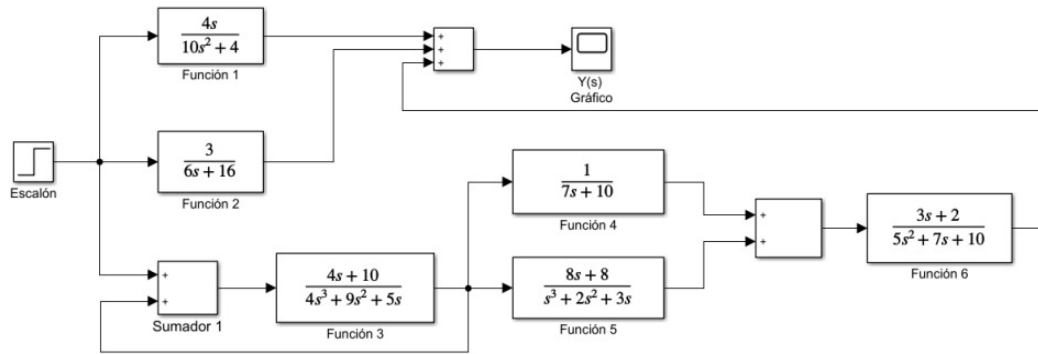 4s
10s² + 4
Función 1
+
+
+
Y(s)
Gráfico
3
6s + 16
Función 2
Escalón
1
7s + 10
Función 4
+
+
3s + 2
5s² + 7s + 10
Función 6
+
+
Sumador 1
4s + 10
4s³ + 9s² + 5s
Función 3
8s + 8
s³ + 2s² + 3s
Función 5